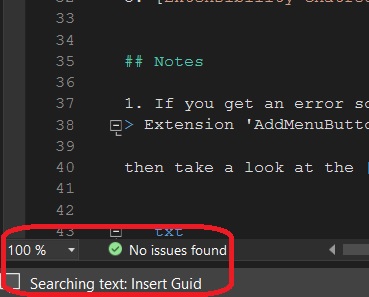 33
34
35 ## Notes
36
37 1. If you get an error so
38 > Extension 'AddMenuButto
39
40 then take a look at the
41
42
43 txt
100 % No issues found
Searching text: Insert Guid